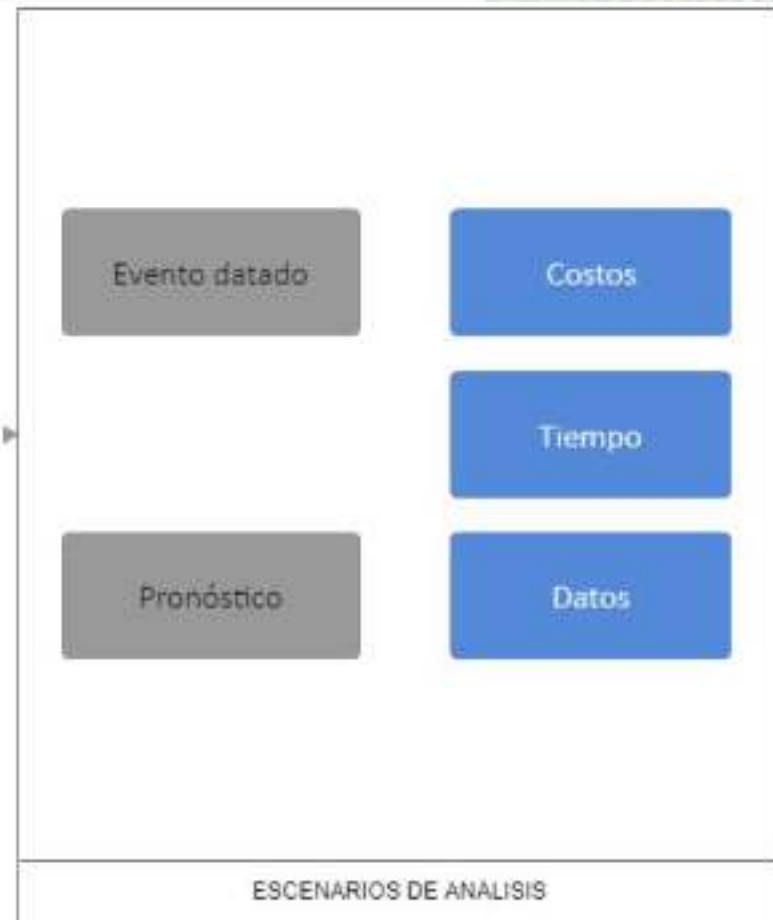 Evento datado
Costos
Tiempo
Pronóstico
Datos
ESCENARIOS DE ANALISIS